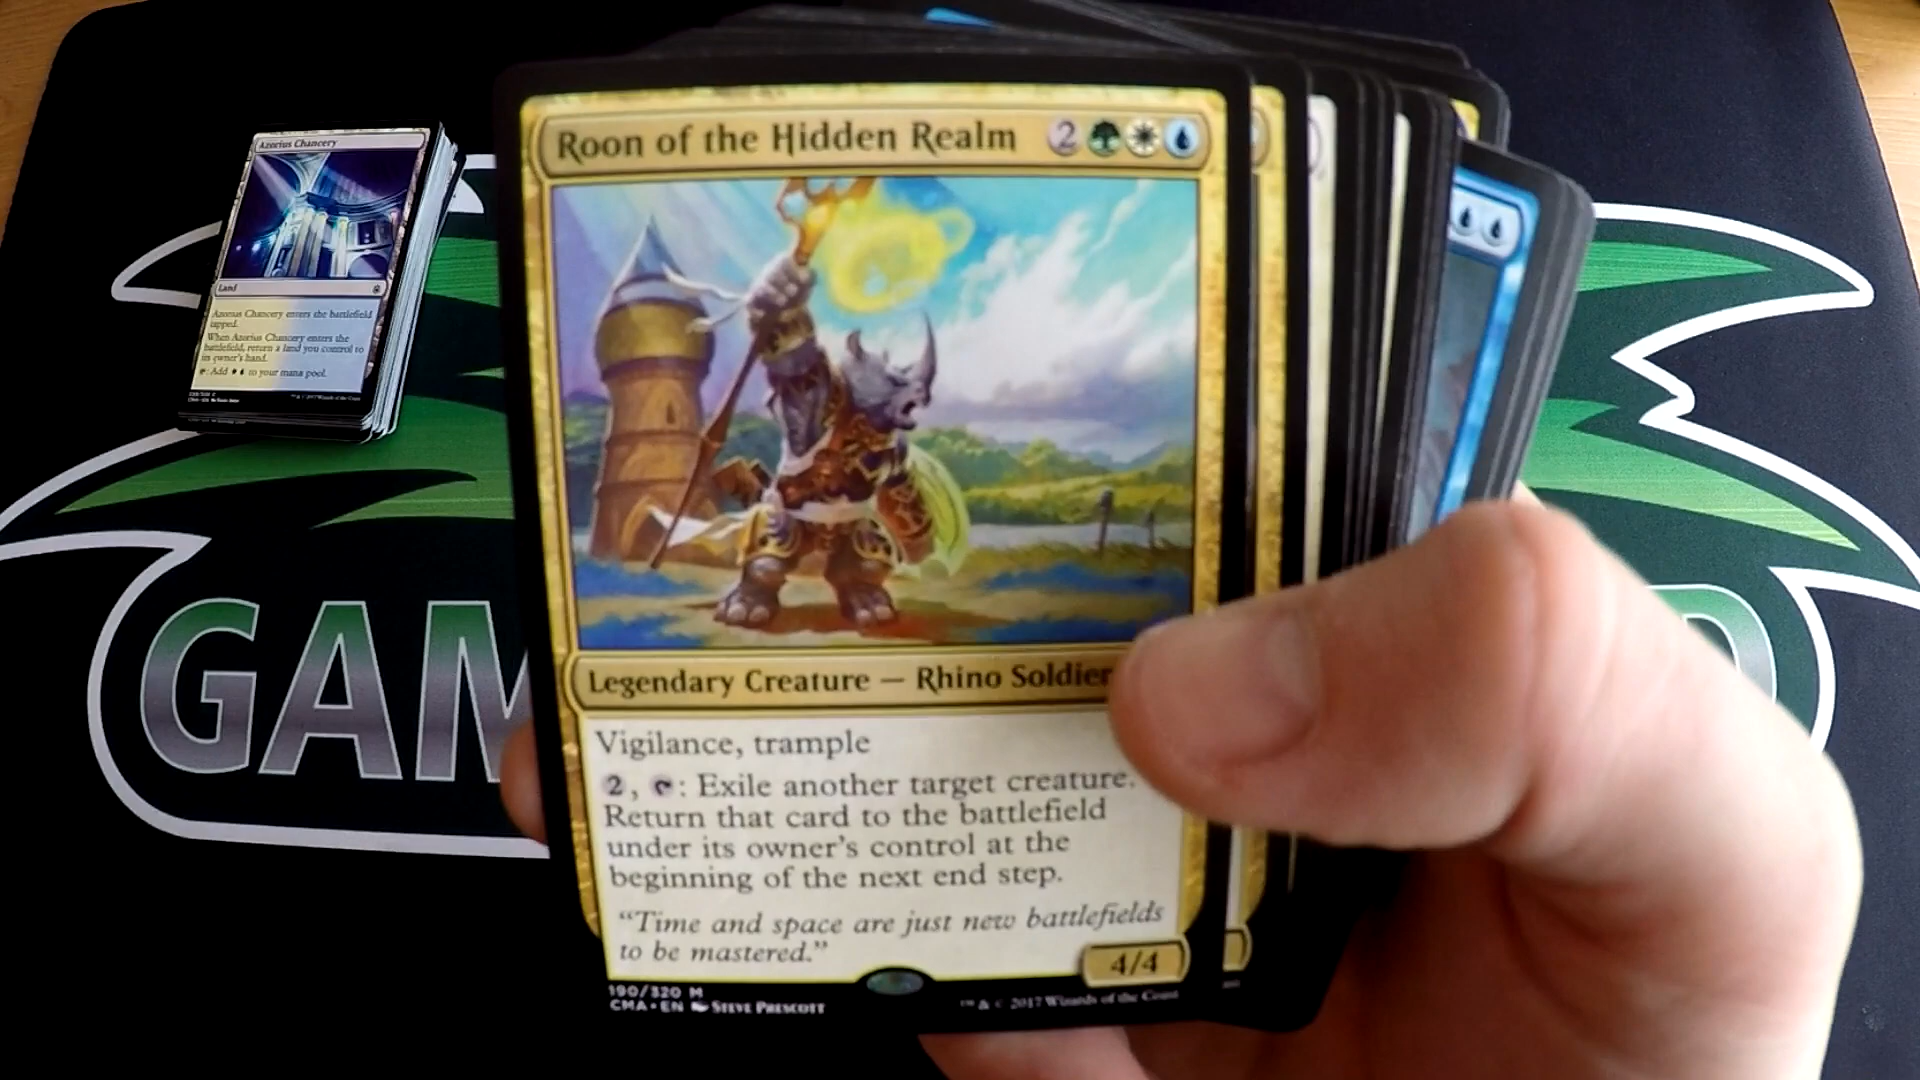 Azorius Chancery
Land
Azorius Chancery enters the battlefield
tapped.
When Azorius Chancery enters the
battlefield, return a land you control to
its owner's hand.
: Add to your mana pool.
Roon of the Hidden Realm 2
Legendary Creature — Rhino Soldier
Vigilance, trample
2, : Exile another target creature.
Return that card to the battlefield
under its owner's control at the
beginning of the next end step.
"Time and space are just new battlefields
to be mastered."
4/4
190/320 M
CMA • EN Steve Prescott
™ & © 2017 Wizards of the Coast
GAM